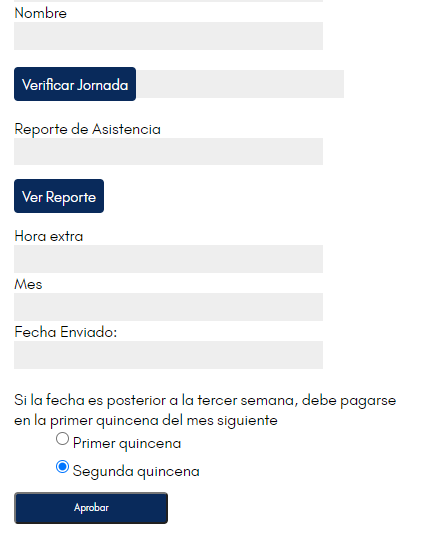 Nombre
Verificar Jornada
Reporte de Asistencia
Ver Reporte
Hora extra
Mes
Fecha Enviado:
Si la fecha es posterior a la tercer semana, debe pagarse
en la primer quincena del mes siguiente
Primer quincena
Segunda quincena
Aprobar